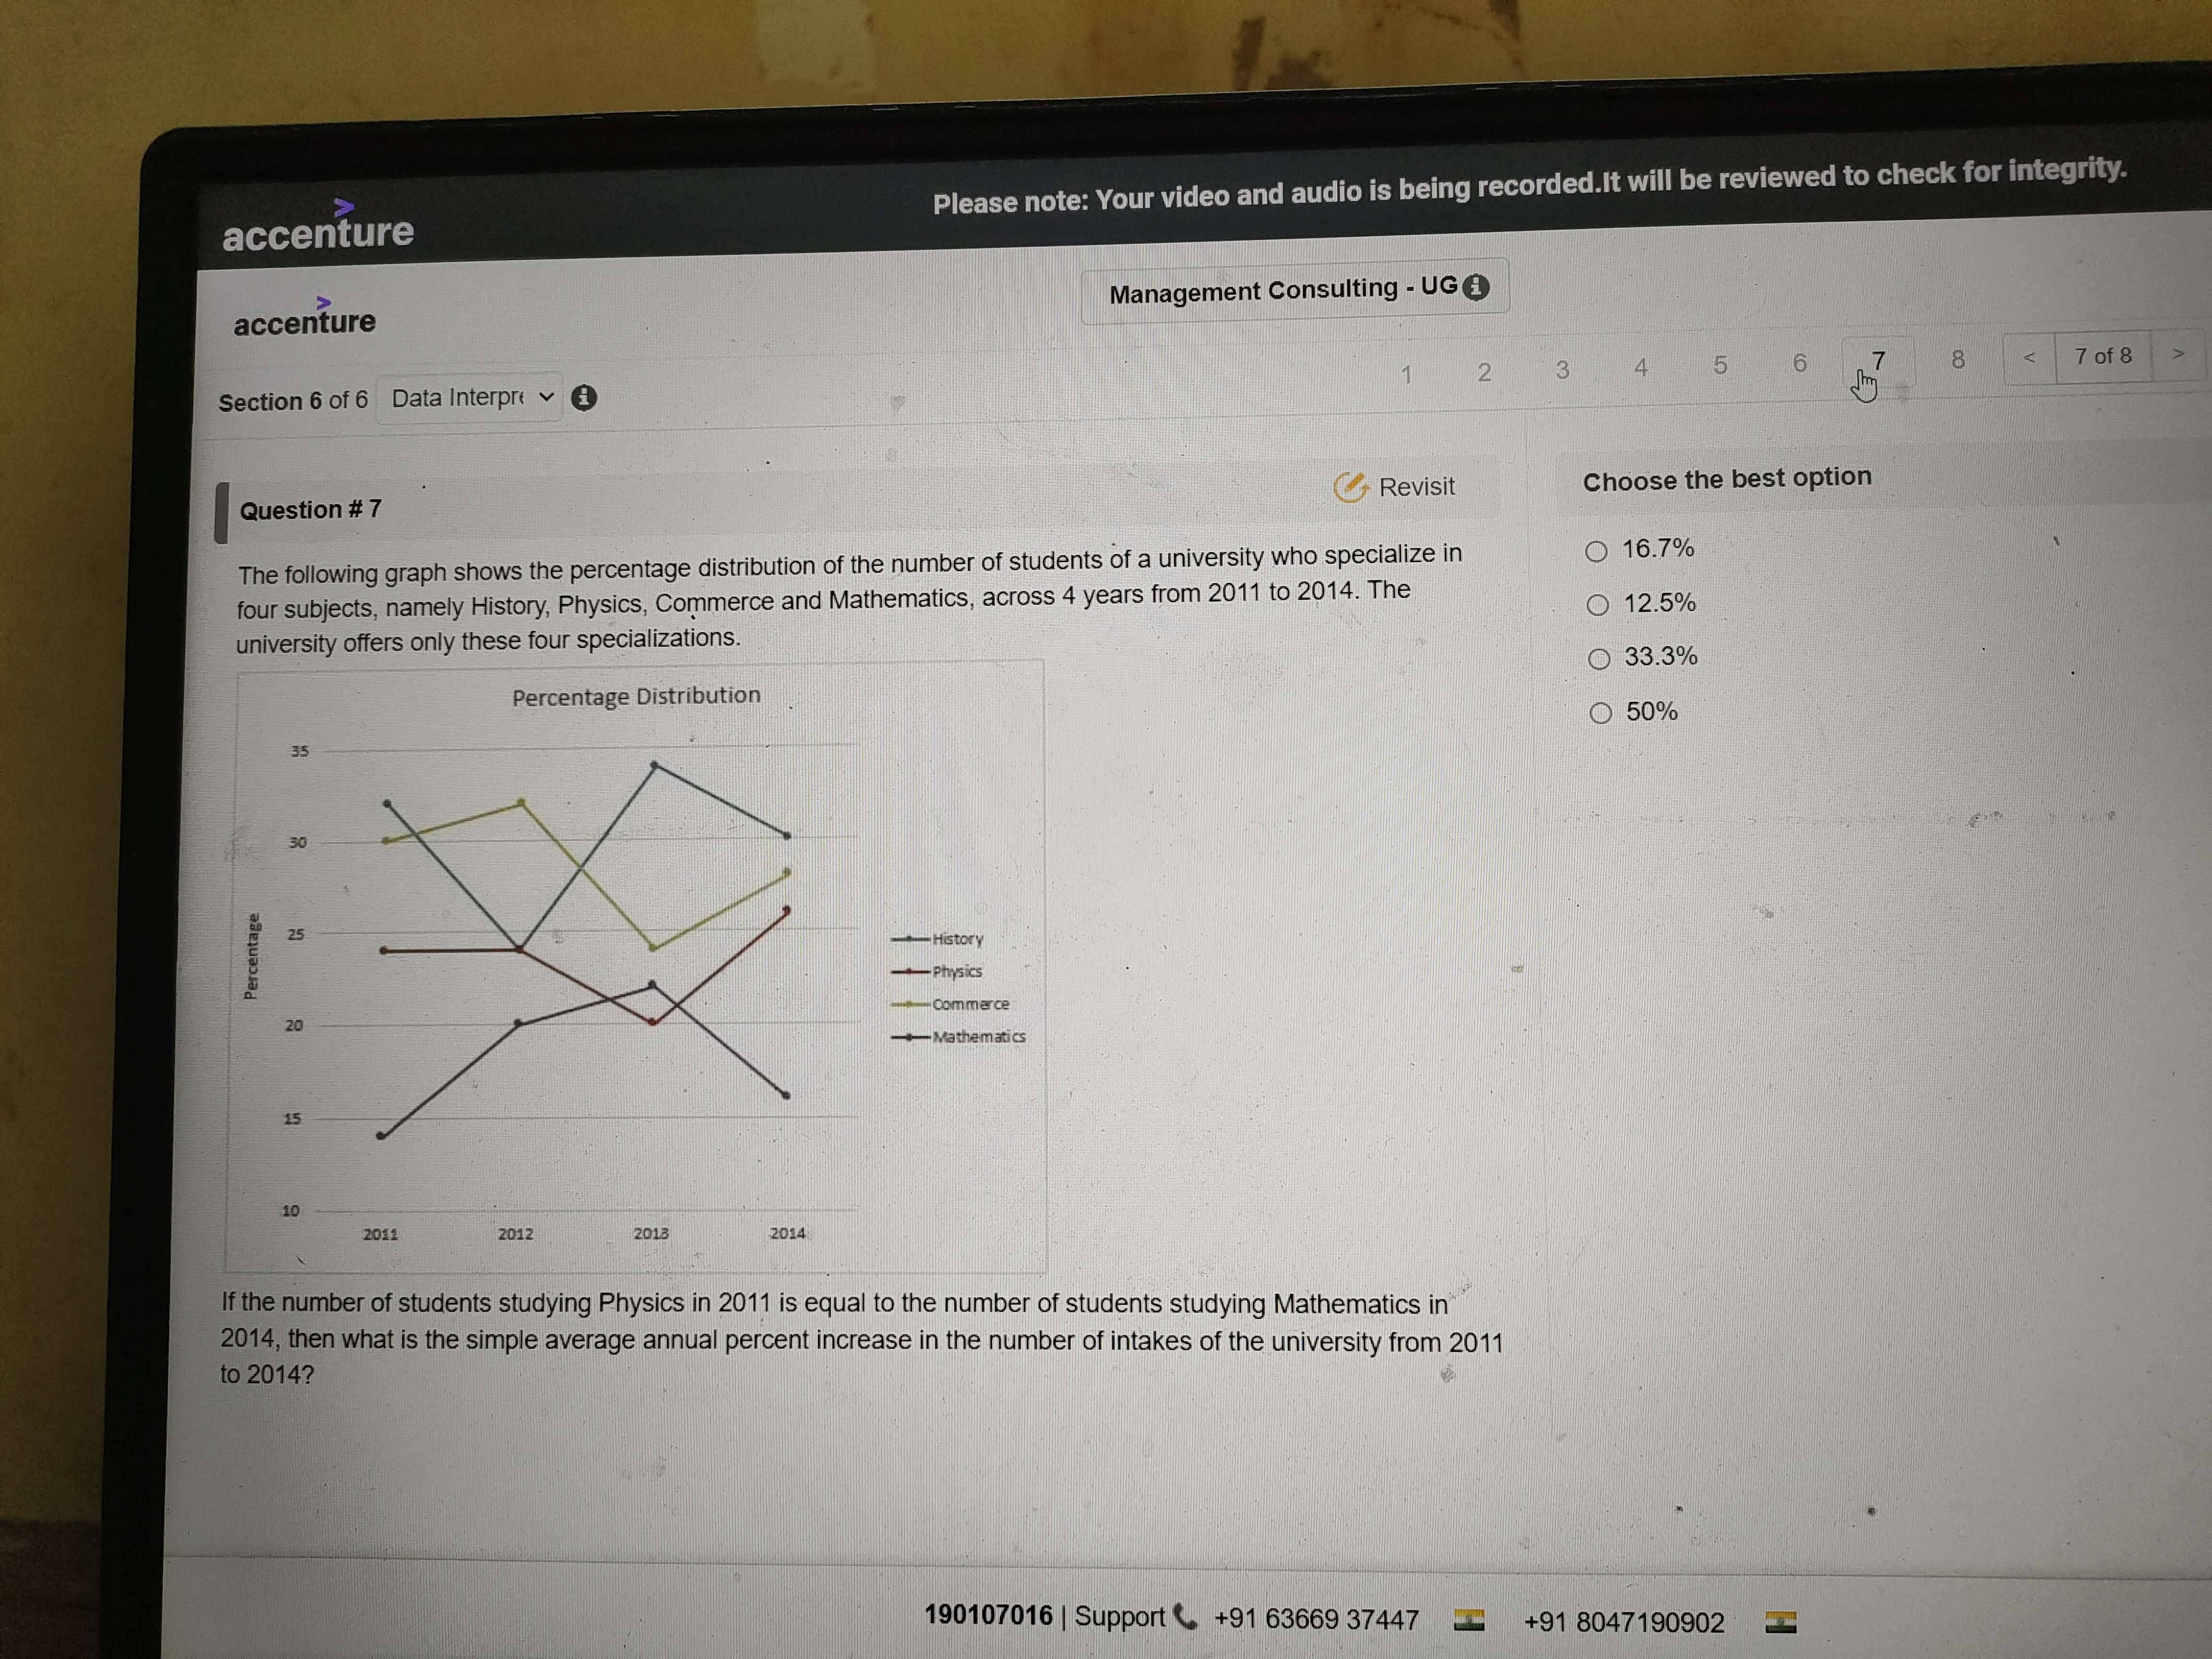 accenture
Please note: Your video and audio is being recorded.It will be reviewed to check for integrity.
accenture
Management Consulting - UG
Section 6 of 6 Data Interpre
1 2 3 4 5 6 7 8 < 7 of 8 >
Question # 7
Revisit
Choose the best option
The following graph shows the percentage distribution of the number of students of a university who specialize in
four subjects, namely History, Physics, Commerce and Mathematics, across 4 years from 2011 to 2014. The
university offers only these four specializations.
16.7%
12.5%
33.3%
50%
Percentage Distribution
35
30
25
20
15
10
Percentage
2011 2012 2013 2014
History
Physics
Commerce
Mathematics
If the number of students studying Physics in 2011 is equal to the number of students studying Mathematics in
2014, then what is the simple average annual percent increase in the number of intakes of the university from 2011
to 2014?
190107016 | Support +91 63669 37447 +91 8047190902